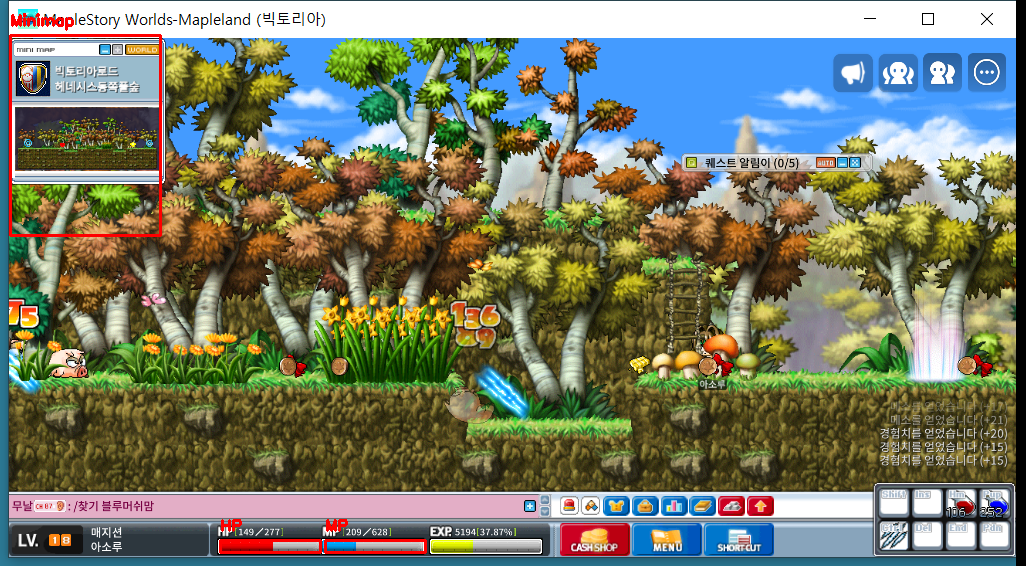 Minimap
MapleStory Worlds-Mapleland (빅토리아)
MINI MAP
WORLD
빅토리아로드
헤네시스동쪽풀숲
퀘스트 알림이 (0/5)
AUTO
75
136
아소루
메소를 얻었습니다 (+21)
경험치를 얻었습니다 (+20)
경험치를 얻었습니다 (+15)
경험치를 얻었습니다 (+15)
무날 CH 87 : /찾기 블루머쉬맘
LV. 18
매지션
아소루
HP
HP [149/277]
MP
MP [209/628]
EXP. 5194[37.87%]
CASH SHOP
MENU
SHORT-CUT
Shift
Ins
Hm
Pup
106
252
Ctrl
Del
End
Pdn